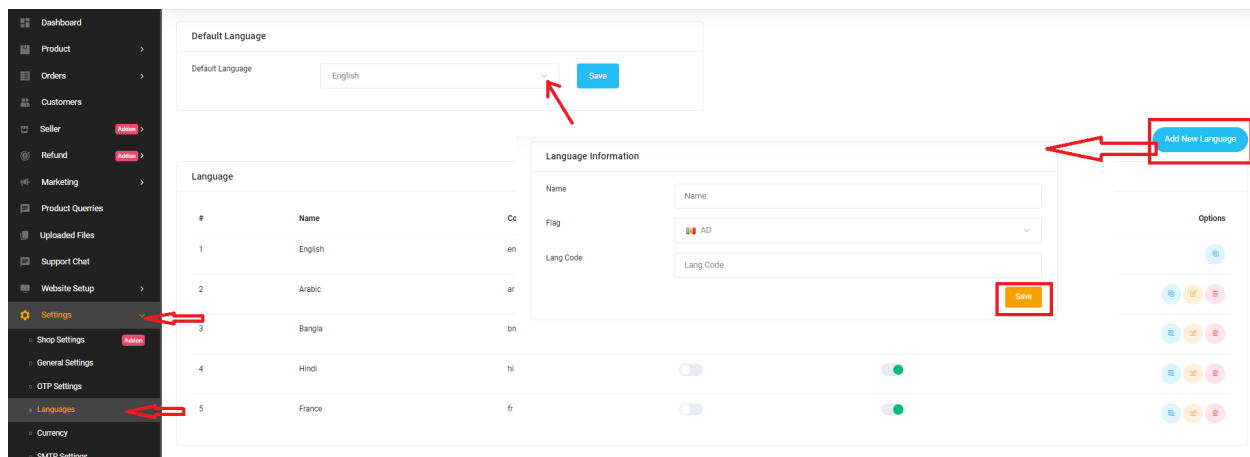 Dashboard
Product
Orders
Customers
Seller Addon
Refund Addon
Marketing
Product Querries
Uploaded Files
Support Chat
Website Setup
Settings
Shop Settings Addon
General Settings
OTP Settings
Languages
Currency
SMTP Settings
Default Language
Default Language English Save
Add New Language
Language Information
Name Name
Flag AD
Lang Code Lang Code
Save
Language
# Name Co Options
1 English en
2 Arabic ar
3 Bangla bn
4 Hindi hi
5 France fr